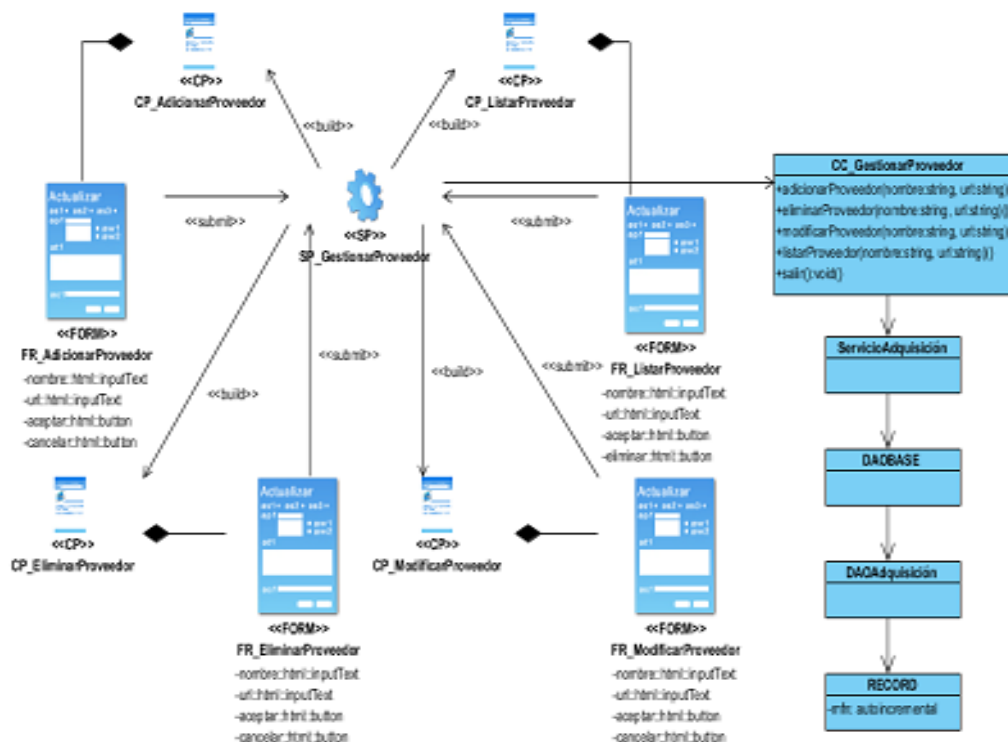 <<CP>>
CP_AdicionarProveedor
<<CP>>
CP_ListarProveedor
<<build>>
<<build>>
CC_GestionarProveedor
+adicionarProveedor(nombre:string, url:string)
+eliminarProveedor(nombre:string, url:string)()
+modificarProveedor(nombre:string, url:string)
+listarProveedor(nombre:string, url:string)()
+salir():void()
Actualizar
<<submit>>
<<SP>>
SP_GestionarProveedor
<<submit>>
<<FORM>>
FR_AdicionarProveedor
-nombre::html::inputText
-url::html::inputText
-aceptar::html::button
-cancelar::html::button
<<submit>>
<<build>>
<<build>>
<<submit>>
<<FORM>>
FR_ListarProveedor
-nombre::html::inputText
-url::html::inputText
-aceptar::html::button
-eliminar::html::button
ServicioAdquisición
DAOBASE
<<CP>>
CP_EliminarProveedor
Actualizar
<<CP>>
CP_ModificarProveedor
Actualizar
DAOAdquisición
<<FORM>>
FR_EliminarProveedor
-nombre::html::inputText
-url::html::inputText
-aceptar::html::button
-cancelar::html::button
<<FORM>>
FR_ModificarProveedor
-nombre::html::inputText
-url::html::inputText
-aceptar::html::button
-cancelar::html::button
RECORD
-mfn: autoincremental